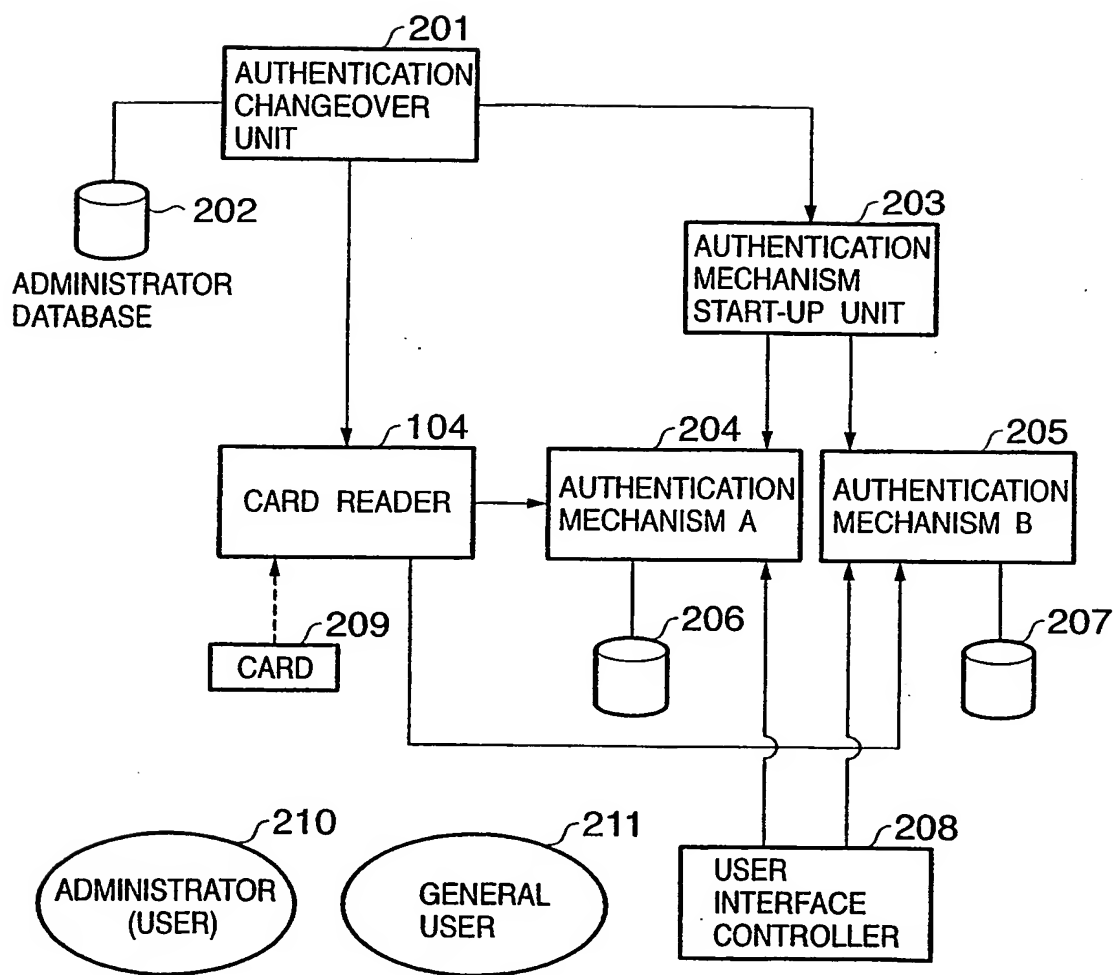 201
AUTHENTICATION
CHANGEOVER
UNIT
202
ADMINISTRATOR
DATABASE
203
AUTHENTICATION
MECHANISM
START-UP UNIT
104
CARD READER
204
AUTHENTICATION
MECHANISM A
205
AUTHENTICATION
MECHANISM B
209
CARD
206
207
210
ADMINISTRATOR
(USER)
211
GENERAL
USER
208
USER
INTERFACE
CONTROLLER